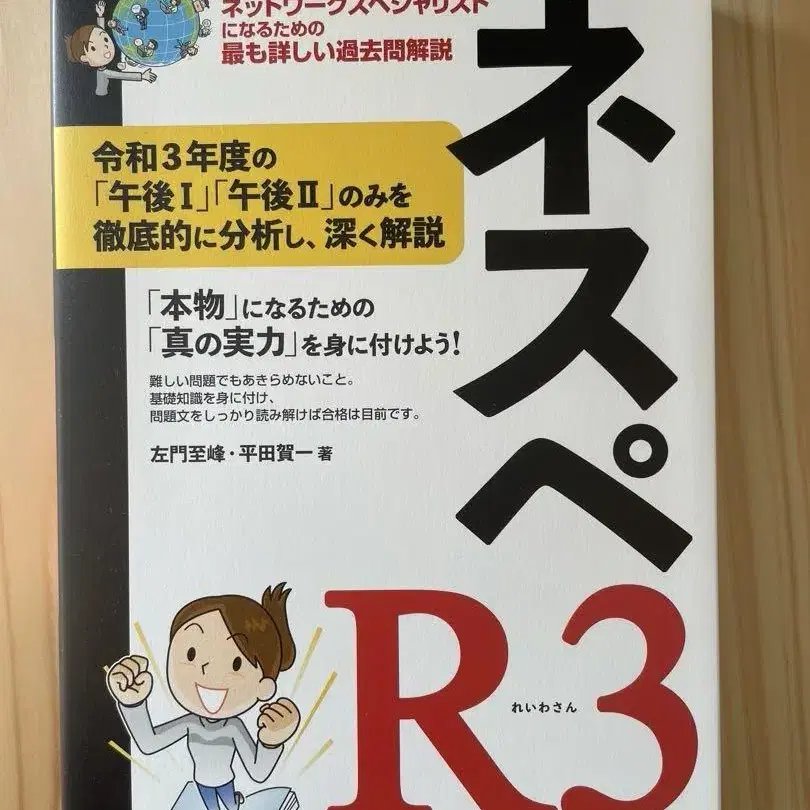 ネットワークスペシャリスト
になるための
最も詳しい過去問解説
ネスペ
令和3年度の
「午後Ⅰ」「午後Ⅱ」のみを
徹底的に分析し、深く解説
「本物」になるための
「真の実力」を身に付けよう!
難しい問題でもあきらめないこと。
基礎知識を身に付け、
問題文をしっかり読み解けば合格は目前です。
左門至峰・平田賀一 著
R3
れいわさん